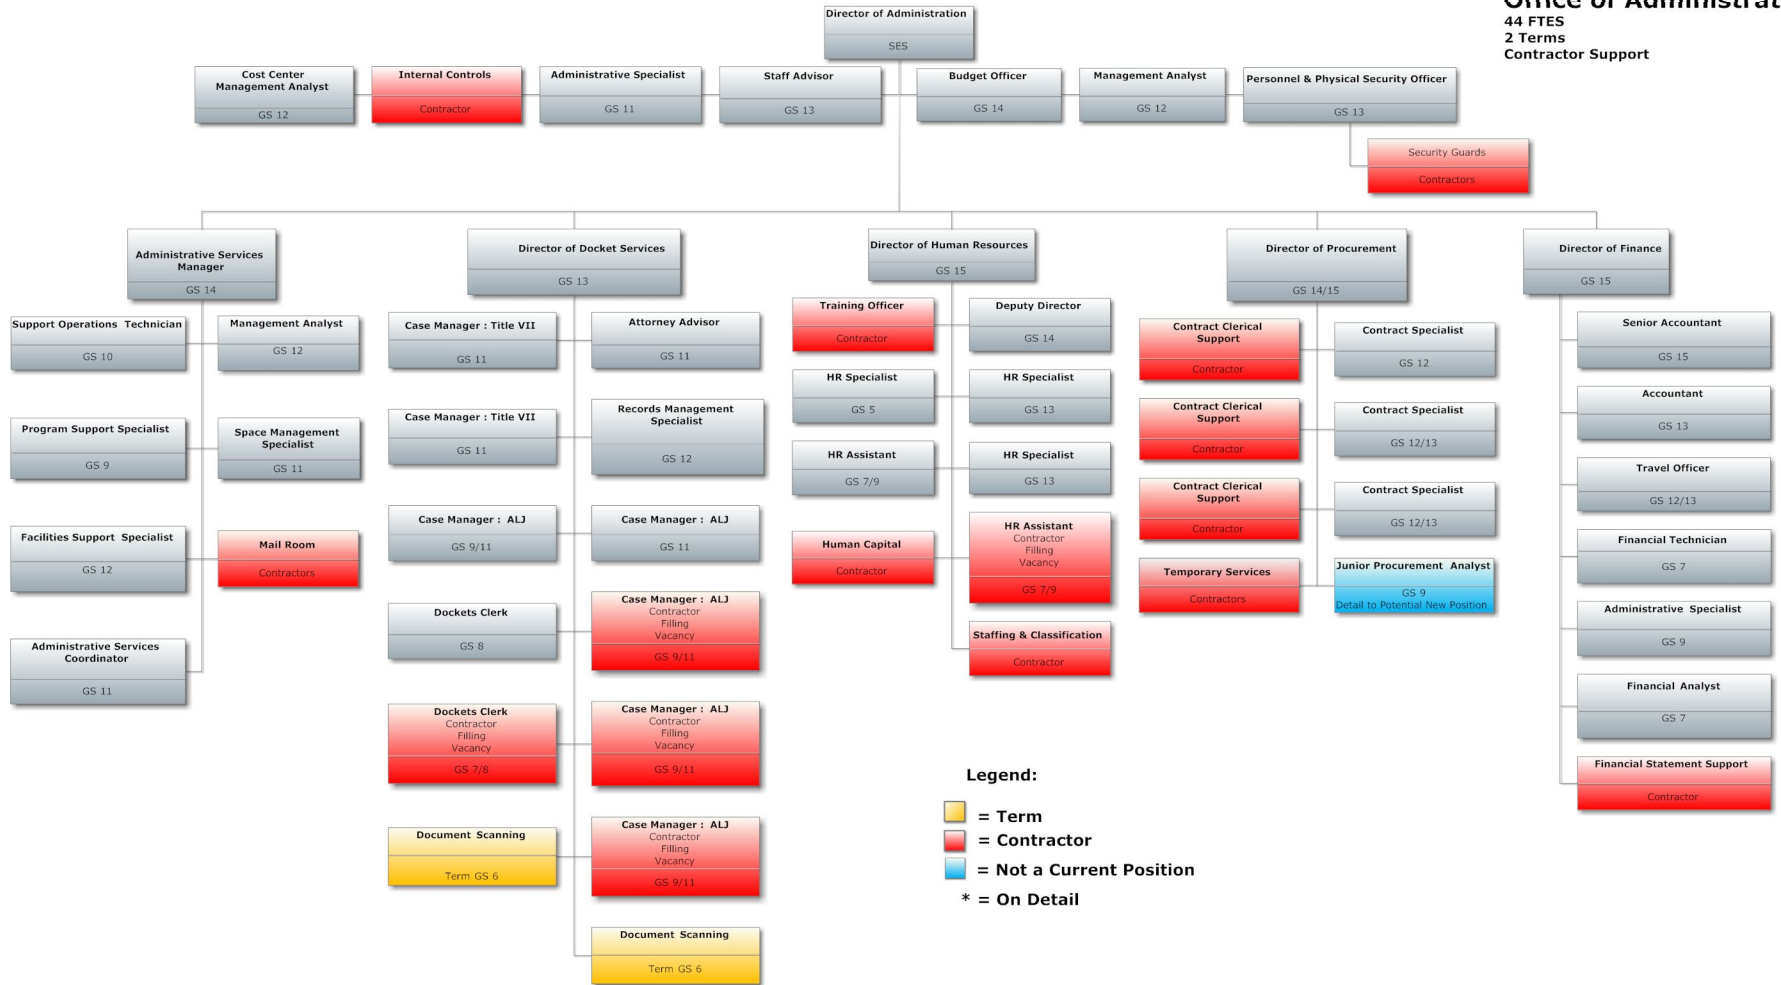 Office of Administrat
44 FTES
2 Terms
Contractor Support
Director of Administration
SES
Cost Center
Management Analyst
GS 12
Internal Controls
Contractor
Administrative Specialist
GS 11
Staff Advisor
GS 13
Budget Officer
GS 14
Management Analyst
GS 12
Personnel & Physical Security Officer
GS 13
Security Guards
Contractors
Administrative Services
Manager
GS 14
Support Operations Technician
GS 10
Management Analyst
GS 12
Program Support Specialist
GS 9
Space Management
Specialist
GS 11
Facilities Support Specialist
GS 12
Mail Room
Contractors
Administrative Services
Coordinator
GS 11
Director of Docket Services
GS 13
Case Manager : Title VII
GS 11
Attorney Advisor
GS 11
Case Manager : Title VII
GS 11
Records Management
Specialist
GS 12
Case Manager : ALJ
GS 9/11
Case Manager : ALJ
GS 11
Dockets Clerk
GS 8
Case Manager : ALJ
Contractor
Filling
Vacancy
GS 9/11
Dockets Clerk
Contractor
Filling
Vacancy
GS 7/8
Case Manager : ALJ
Contractor
Filling
Vacancy
GS 9/11
Document Scanning
Term GS 6
Case Manager : ALJ
Contractor
Filling
Vacancy
GS 9/11
Document Scanning
Term GS 6
Director of Human Resources
GS 15
Training Officer
Contractor
Deputy Director
GS 14
HR Specialist
GS 5
HR Specialist
GS 13
HR Assistant
GS 7/9
HR Specialist
GS 13
Human Capital
Contractor
HR Assistant
Contractor
Filling
Vacancy
GS 7/9
Staffing & Classification
Contractor
Director of Procurement
GS 14/15
Contract Clerical
Support
Contractor
Contract Specialist
GS 12
Contract Clerical
Support
Contractor
Contract Specialist
GS 12/13
Contract Clerical
Support
Contractor
Contract Specialist
GS 12/13
Temporary Services
Contractors
Junior Procurement Analyst
GS 9
Detail to Potential New Position
Director of Finance
GS 15
Senior Accountant
GS 15
Accountant
GS 13
Travel Officer
GS 12/13
Financial Technician
GS 7
Administrative Specialist
GS 9
Financial Analyst
GS 7
Financial Statement Support
Contractor
Legend:
= Term
= Contractor
= Not a Current Position
* = On Detail